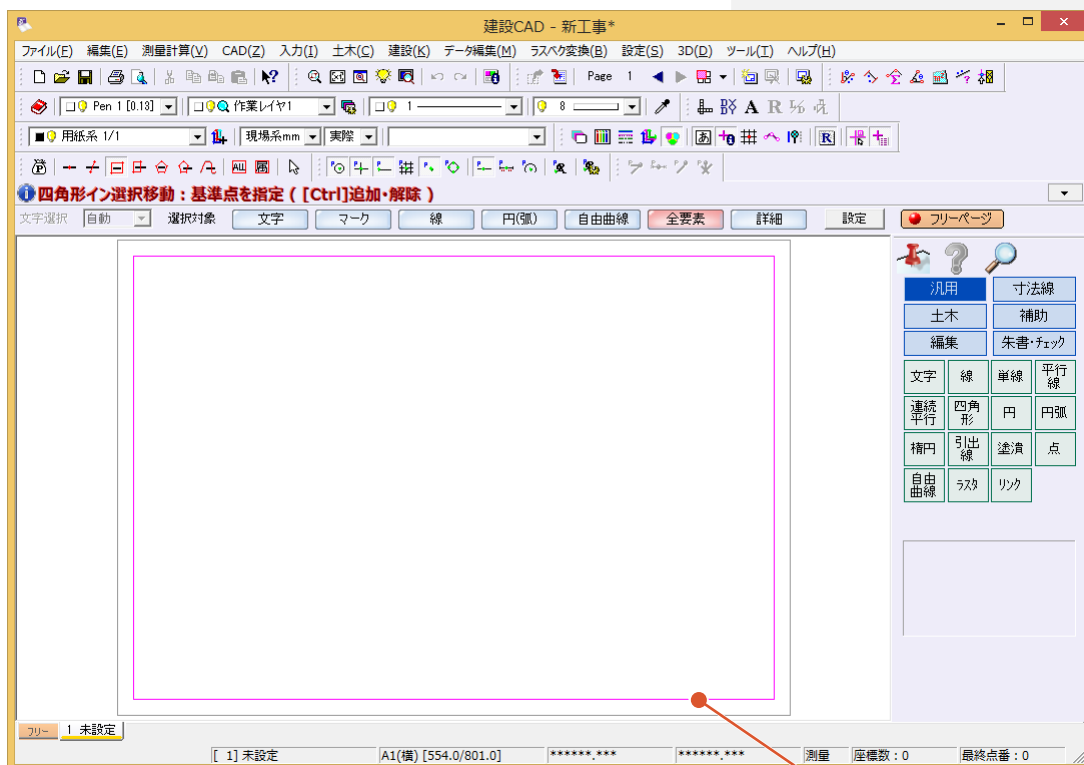 建設CAD - 新工事*
ファイル(F) 編集(E) 測量計算(V) CAD(Z) 入力(I) 土木(C) 建設(K) データ編集(M) ラスベク変換(B) 設定(S) 3D(D) ツール(T) ヘルプ(H)
Page 1
Pen 1 [0.13] 作業レイヤ1 1 8 A R
用紙系 1/1 現場系mm 実際 あ R
ALL 属
四角形イン選択移動：基準点を指定 ( [Ctrl]追加・解除 )
文字選択 自動 選択対象 文字 マーク 線 円(弧) 自由曲線 全要素 詳細 設定 フリーページ
汎用 寸法線
土木 補助
編集 朱書・チェック
文字 線 単線 平行線
連続平行 四角形 円 円弧
楕円 引出線 塗潰 点
自由曲線 ラスタ リンク
フリー 1 未設定
[ 1] 未設定 A1(横) [554.0/801.0] ******.*** ******.*** 測量 座標数：0 最終点番：0